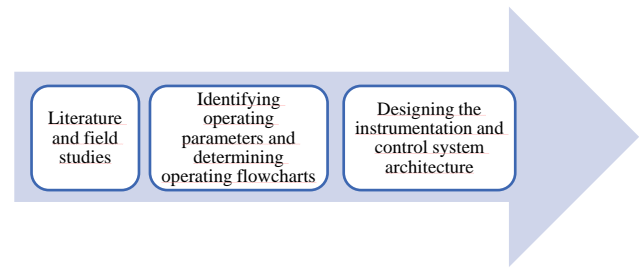 Literature
and field
studies
Identifying
operating
parameters and
determining
operating flowcharts
Designing the
instrumentation and
control system
architecture